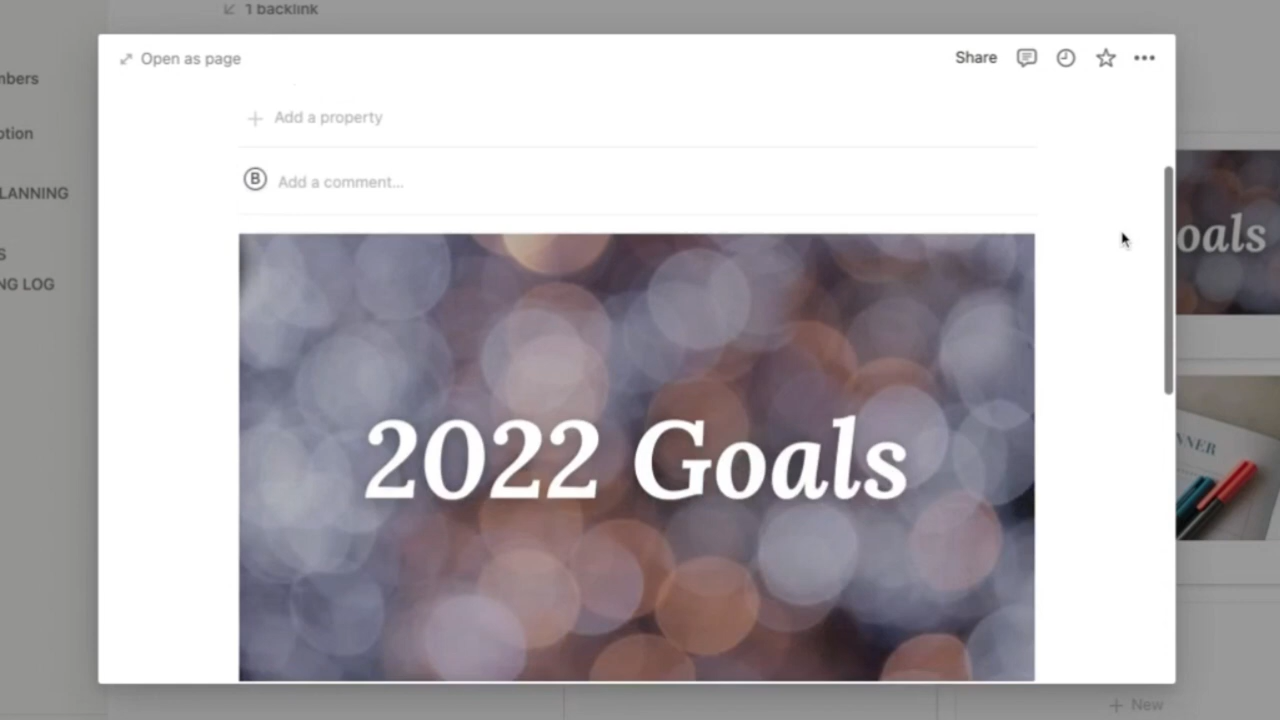 1 backlink
Open as page
Share
Add a property
B
Add a comment...
2022 Goals
mbers
otion
LANNING
S
NG LOG
oals
NNER
New